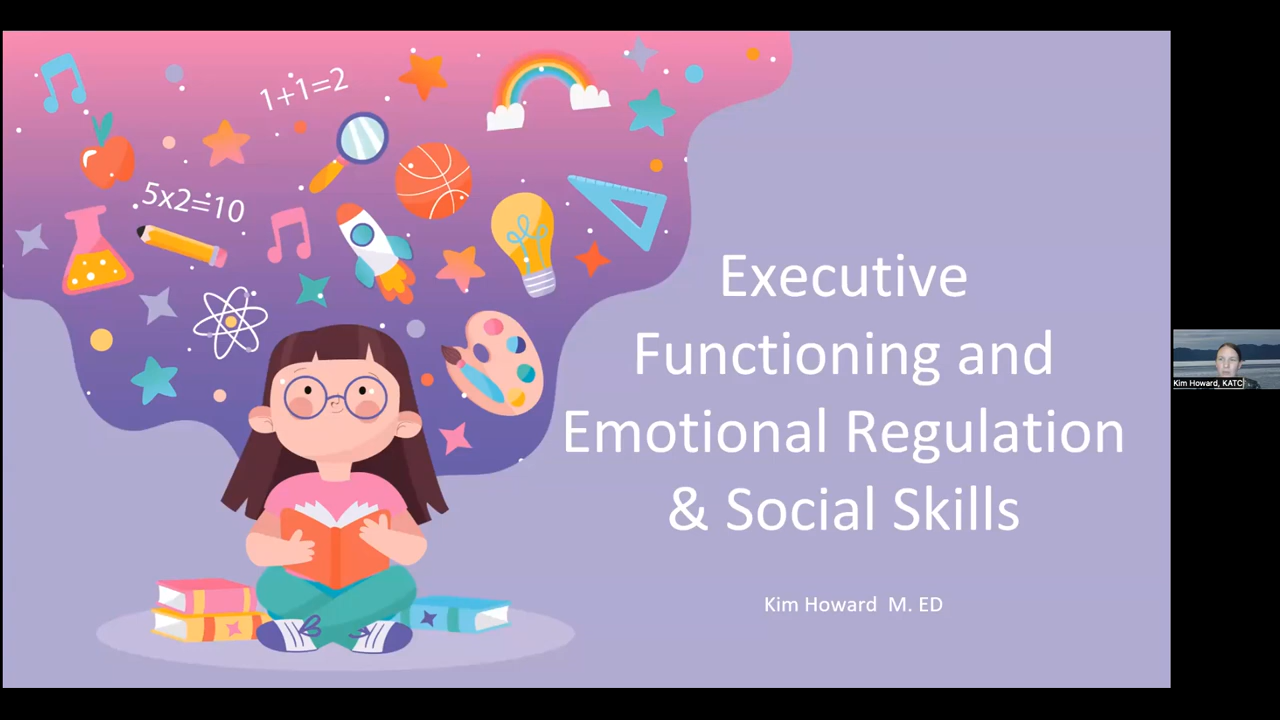 1+1=2
5x2=10
Executive
Functioning and
Emotional Regulation
& Social Skills
Kim Howard M. ED
Kim Howard, KATC